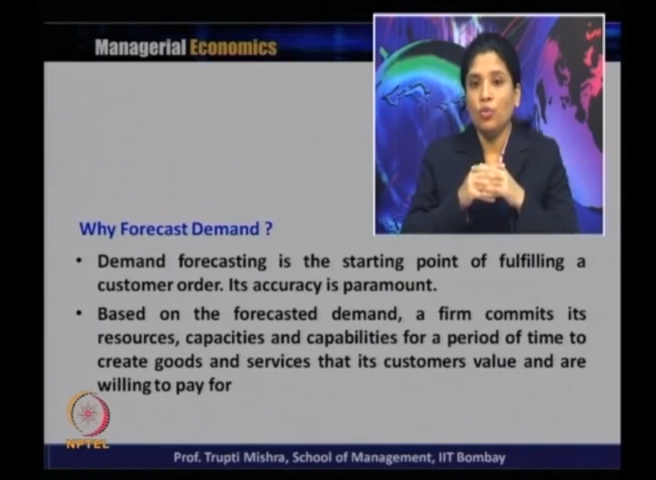 Managerial Economics
Why Forecast Demand ?
• Demand forecasting is the starting point of fulfilling a
customer order. Its accuracy is paramount.
• Based on the forecasted demand, a firm commits its
resources, capacities and capabilities for a period of time to
create goods and services that its customers value and are
willing to pay for
NPTEL
Prof. Trupti Mishra, School of Management, IIT Bombay